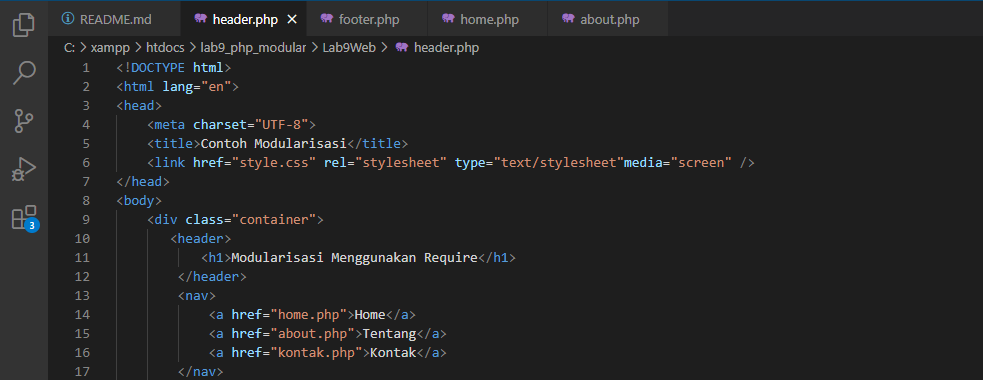 README.md header.php footer.php home.php about.php
C: > xampp > htdocs > lab9_php_modular > Lab9Web > header.php
1 <!DOCTYPE html>
2 <html lang="en">
3 <head>
4 <meta charset="UTF-8">
5 <title>Contoh Modularisasi</title>
6 <link href="style.css" rel="stylesheet" type="text/stylesheet"media="screen" />
7 </head>
8 <body>
9 <div class="container">
10 <header>
11 <h1>Modularisasi Menggunakan Require</h1>
12 </header>
13 <nav>
14 <a href="home.php">Home</a>
15 <a href="about.php">Tentang</a>
16 <a href="kontak.php">Kontak</a>
17 </nav>
3